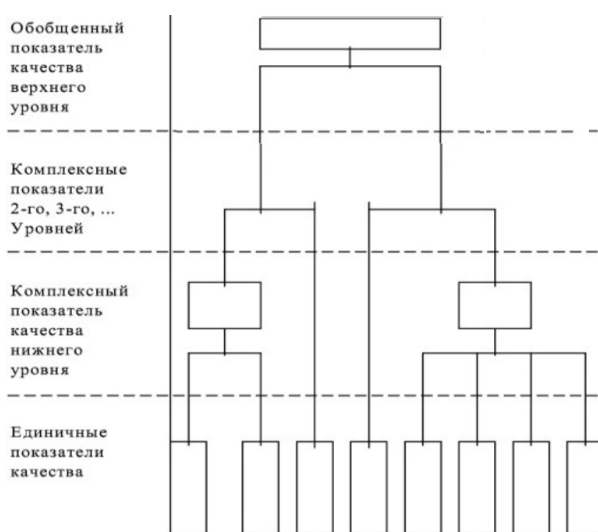 Обобщенный
показатель
качества
верхнего
уровня
Комплексные
показатели
2-го, 3-го, ...
Уровней
Комплексный
показатель
качества
нижнего
уровня
Единичные
показатели
качества